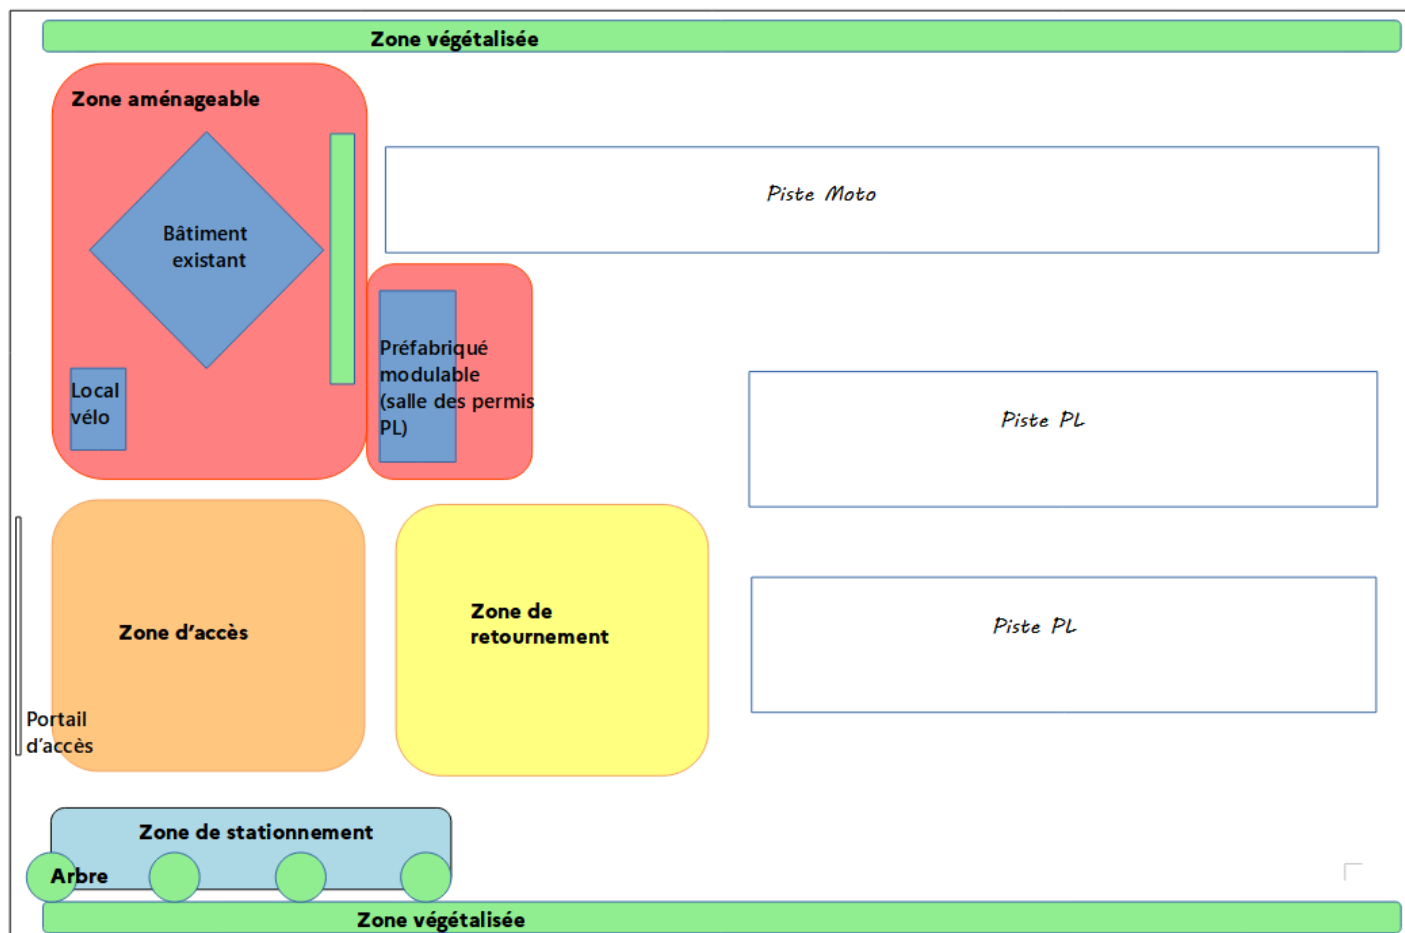 Zone végétalisée
Zone aménageable
Piste Moto
Bâtiment
existant
Préfabriqué
modulable
(salle des permis
PL)
Local
vélo
Piste PL
Zone d'accès
Zone de
retournement
Piste PL
Portail
d'accès
Zone de stationnement
Arbre
Zone végétalisée